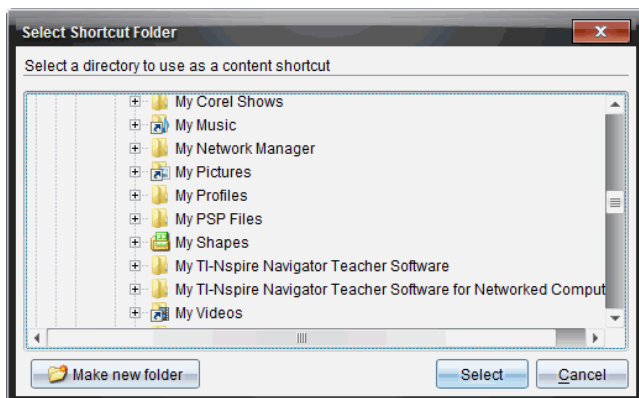 Select Shortcut Folder
Select a directory to use as a content shortcut
My Corel Shows
My Music
My Network Manager
My Pictures
My Profiles
My PSP Files
My Shapes
My TI-Nspire Navigator Teacher Software
My TI-Nspire Navigator Teacher Software for Networked Comput
My Videos
Make new folder
Select
Cancel